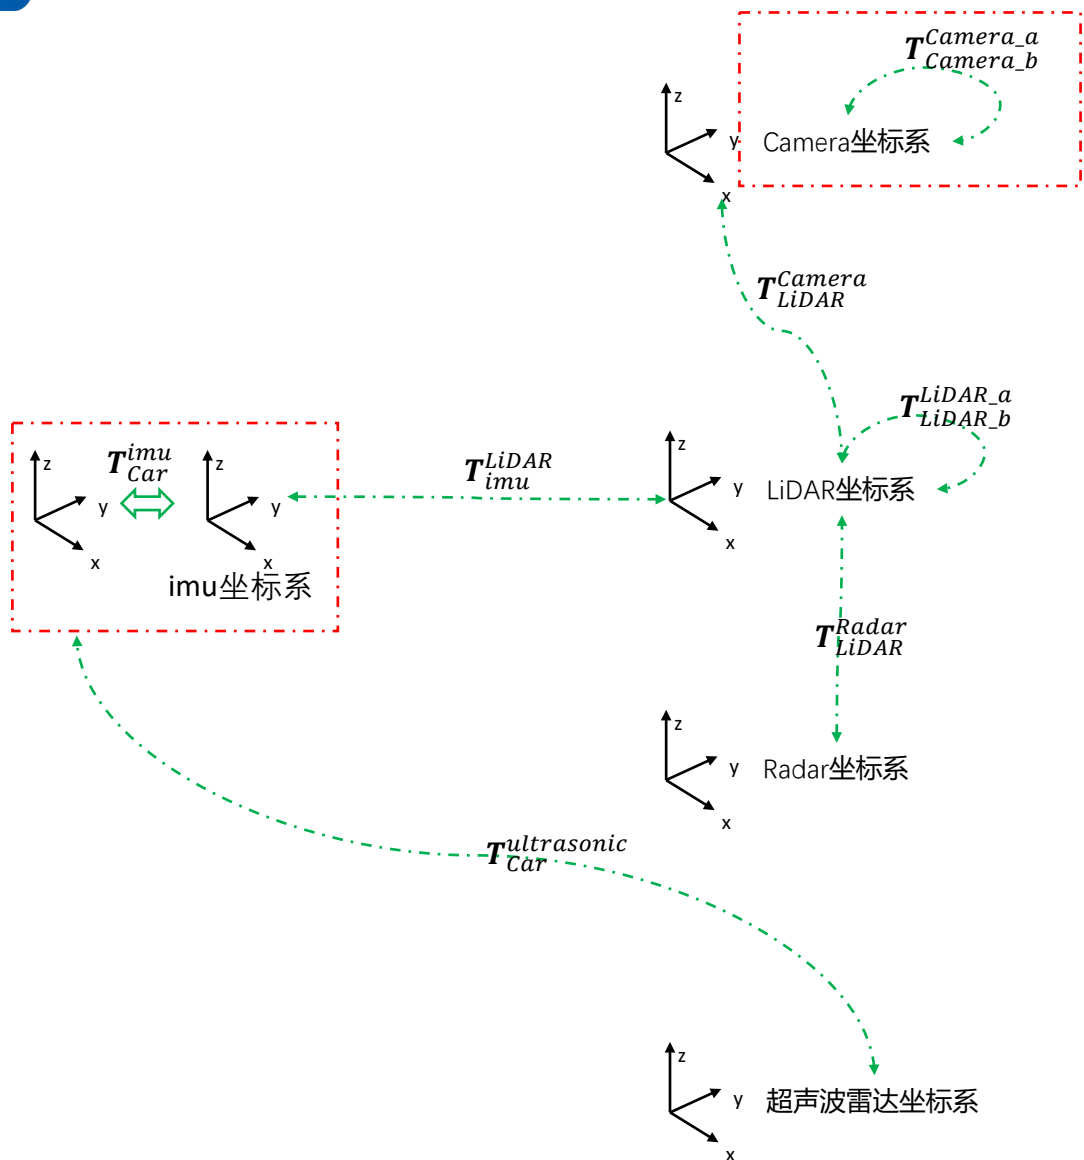 T^{Camera_a}_{Camera_b}
z
y
x
Camera坐标系
T^{Camera}_{LiDAR}
T^{LiDAR_a}_{LiDAR_b}
T^{imu}_{Car}
z
y
x
z
y
x
imu坐标系
T^{LiDAR}_{imu}
z
y
x
LiDAR坐标系
T^{Radar}_{LiDAR}
z
y
x
Radar坐标系
T^{ultrasonic}_{Car}
z
y
x
超声波雷达坐标系